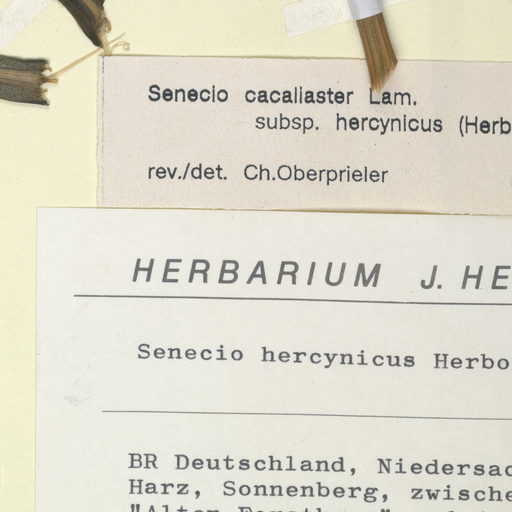 Senecio cacaliaster Lam.
subsp. hercynicus (Herb
rev./det. Ch.Oberprieler
HERBARIUM J. HE
Senecio hercynicus Herbo
BR Deutschland, Niedersac
Harz, Sonnenberg, zwische